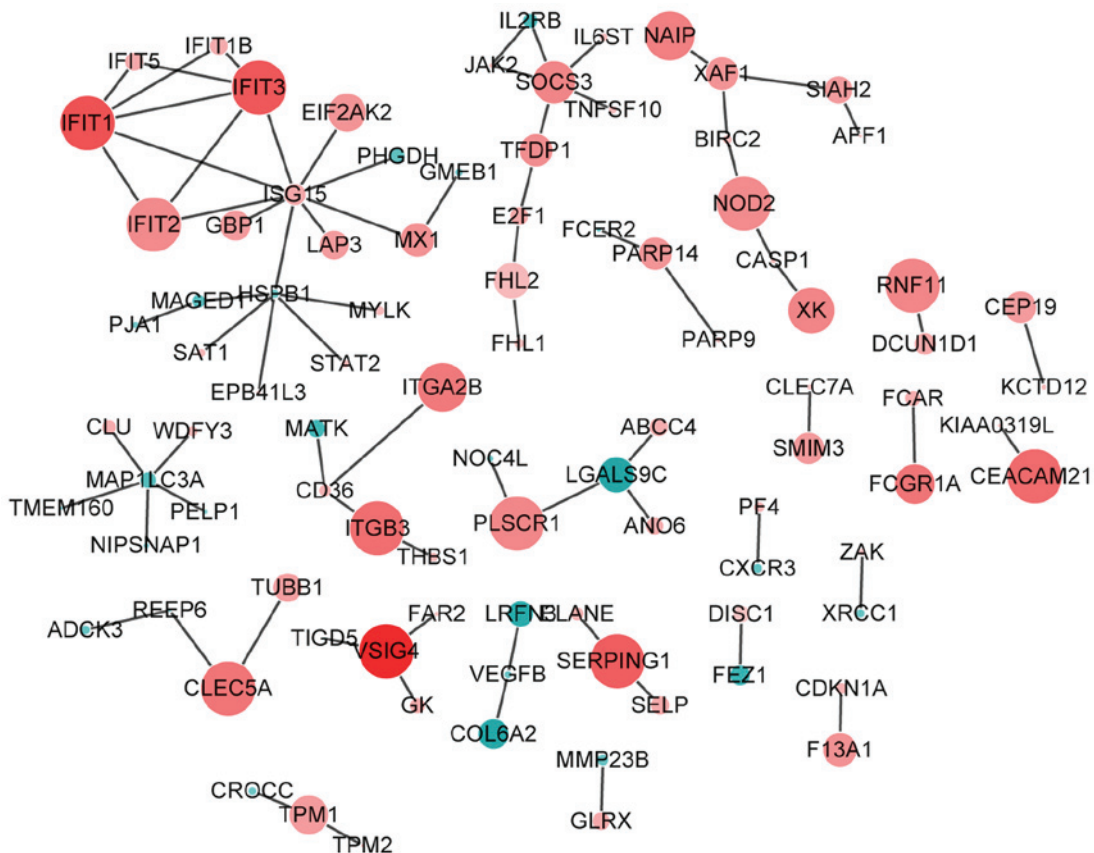 IL2RB
IL6ST
NAIP
IFIT1B
IFIT5
JAK2
XAF1
SOCS3
IFIT3
SIAH2
EIF2AK2
TNFSF10
IFIT1
AFF1
BIRC2
TFDP1
PHGDH
GMEB1
ISG15
NOD2
E2F1
IFIT2
GBP1
FCER2
MX1
LAP3
PARP14
CASP1
FHL2
RNF11
HSPB1
MAGED1
CEP19
MYLK
XK
PJA1
PARP9
FHL1
DCUN1D1
SAT1
STAT2
EPB41L3
ITGA2B
CLEC7A
KCTD12
FCAR
KIAA0319L
CLU
WDFY3
MATK
ABCC4
SMIM3
NOC4L
LGALS9C
MAP1LC3A
CEACAM21
FCGR1A
CD36
TMEM160
PELP1
PF4
ITGB3
PLSCR1
ANO6
NIPSNAP1
THBS1
ZAK
CXCR3
TUBB1
REEP6
FAR2
LRFN3
ELANE
DISC1
XRCC1
ADCK3
TIGD5
VSIG4
SERPING1
VEGFB
FEZ1
CLEC5A
CDKN1A
GK
SELP
COL6A2
F13A1
MMP23B
CROCC
TPM1
GLRX
TPM2